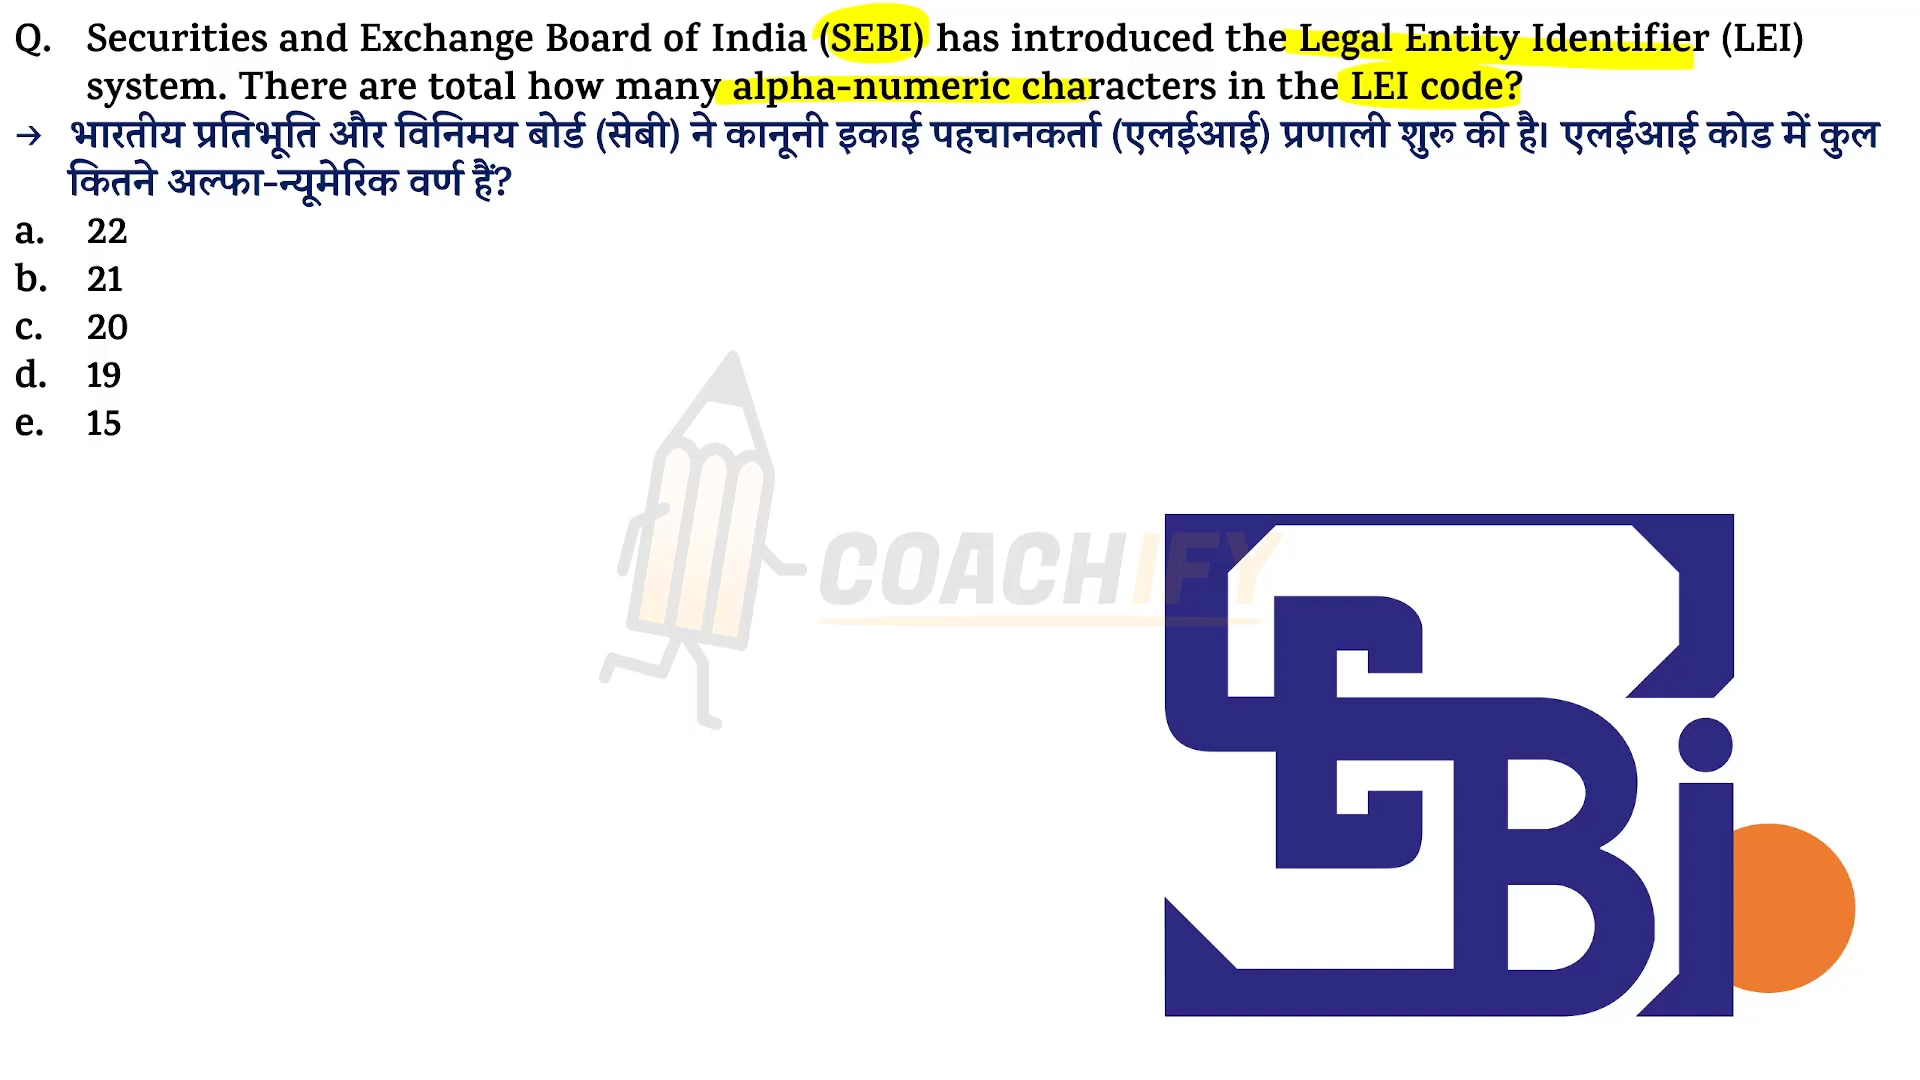 Q. Securities and Exchange Board of India (SEBI) has introduced the Legal Entity Identifier (LEI)
system. There are total how many alpha-numeric characters in the LEI code?
→ भारतीय प्रतिभूति और विनिमय बोर्ड (सेबी) ने कानूनी इकाई पहचानकर्ता (एलईआई) प्रणाली शुरू की है। एलईआई कोड में कुल
कितने अल्फा-न्यूमेरिक वर्ण हैं?
a. 22
b. 21
c. 20
d. 19
e. 15
COACHIFY
SEBi